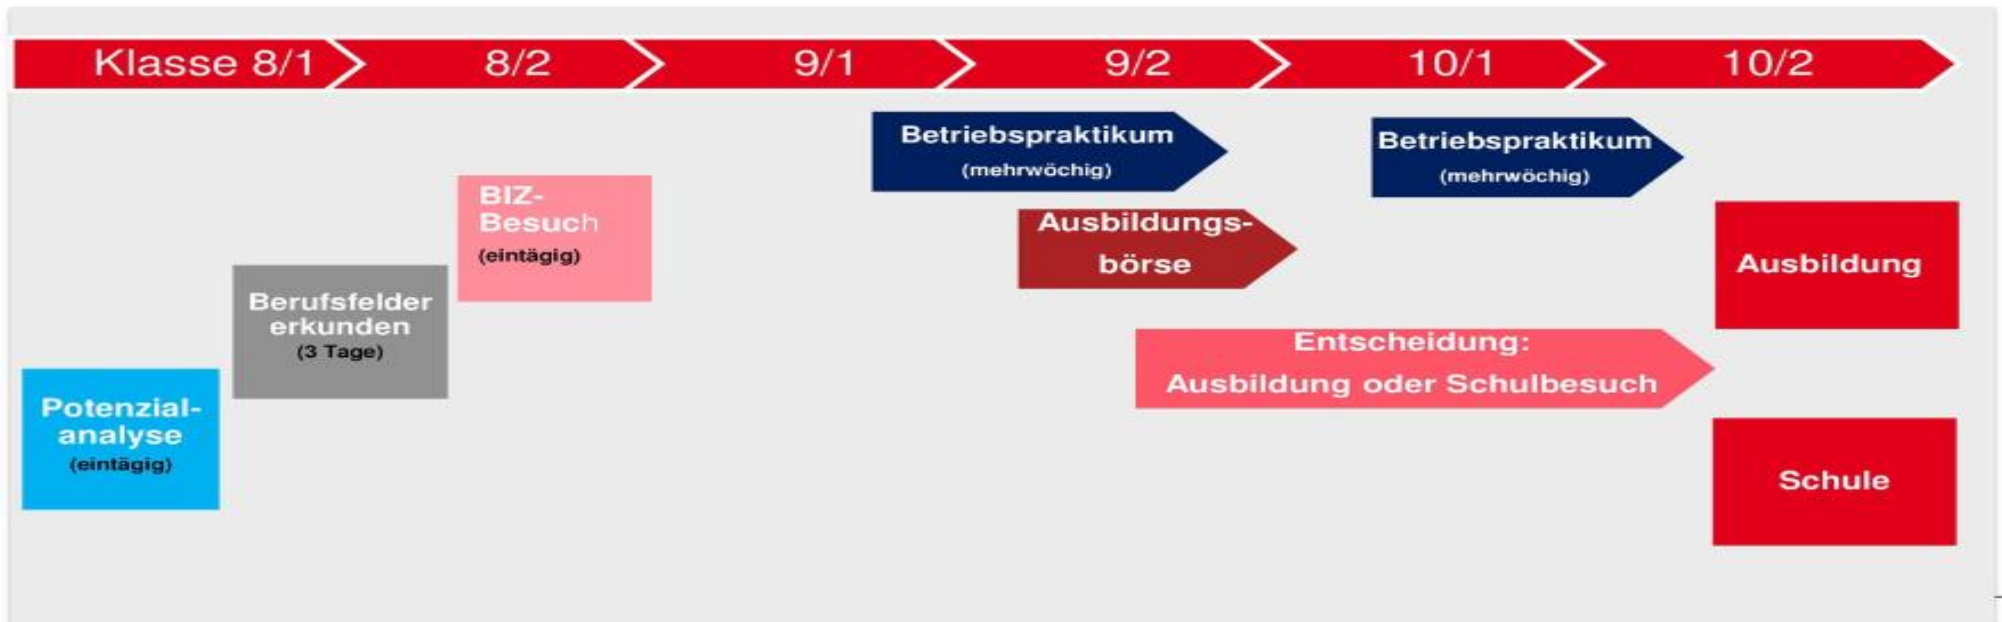 Klasse 8/1 8/2 9/1 9/2 10/1 10/2
Betriebspraktikum
(mehrwöchig)
Betriebspraktikum
(mehrwöchig)
BIZ-
Besuch
(eintägig)
Ausbildungs-
börse
Ausbildung
Berufsfelder
erkunden
(3 Tage)
Entscheidung:
Ausbildung oder Schulbesuch
Potenzial-
analyse
(eintägig)
Schule